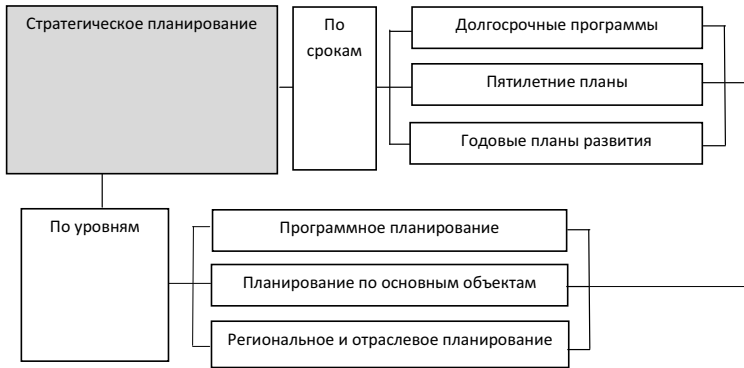 Стратегическое планирование
По
срокам
Долгосрочные программы
Пятилетние планы
Годовые планы развития
По уровням
Программное планирование
Планирование по основным объектам
Региональное и отраслевое планирование